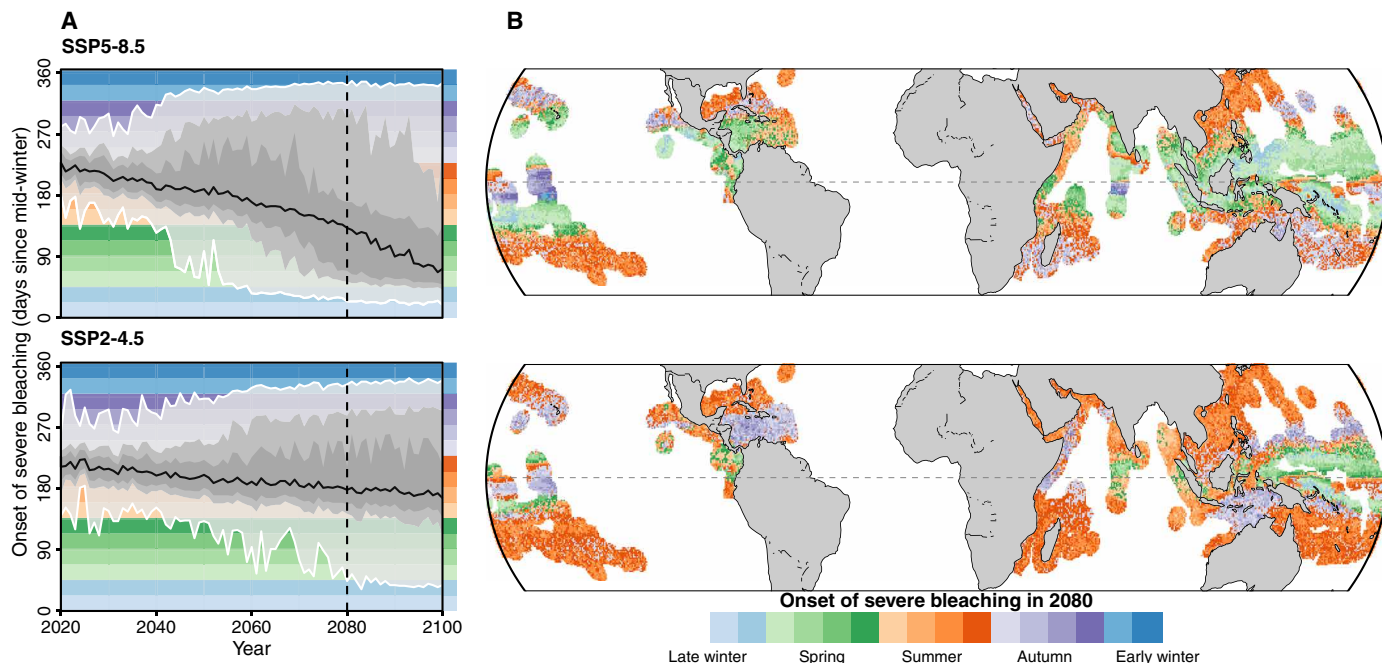 A
B
SSP5-8.5
360
270
180
90
0
SSP2-4.5
360
270
180
90
0
Onset of severe bleaching (days since mid-winter)
2020 2040 2060 2080 2100
Year
Onset of severe bleaching in 2080
Late winter Spring Summer Autumn Early winter